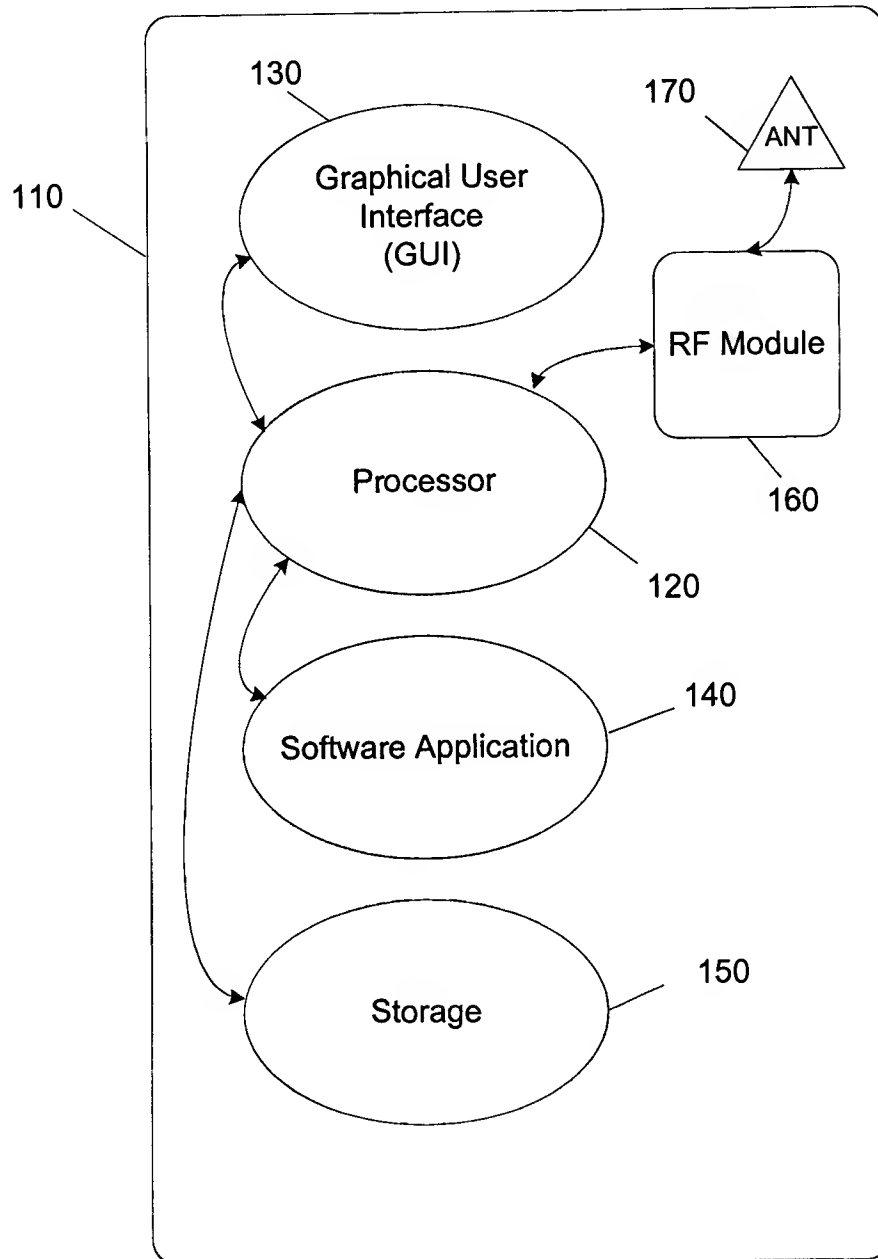 130
170
ANT
110
Graphical User
Interface
(GUI)
RF Module
160
Processor
120
140
Software Application
150
Storage